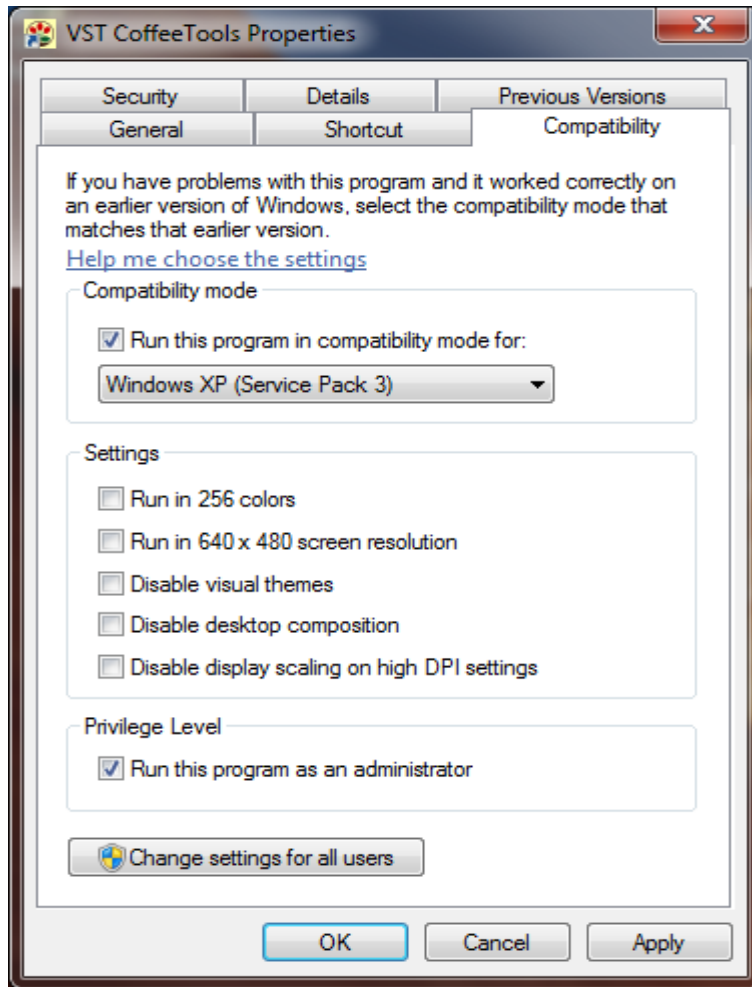 VST CoffeeTools Properties
Security Details Previous Versions
General Shortcut Compatibility
If you have problems with this program and it worked correctly on
an earlier version of Windows, select the compatibility mode that
matches that earlier version.
Help me choose the settings
Compatibility mode
Run this program in compatibility mode for:
Windows XP (Service Pack 3)
Settings
Run in 256 colors
Run in 640 x 480 screen resolution
Disable visual themes
Disable desktop composition
Disable display scaling on high DPI settings
Privilege Level
Run this program as an administrator
Change settings for all users
OK Cancel Apply